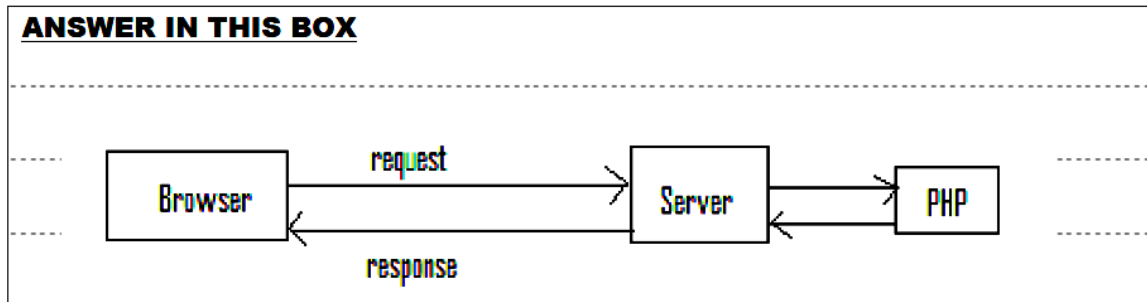 ANSWER IN THIS BOX
request
Browser
Server
PHP
response